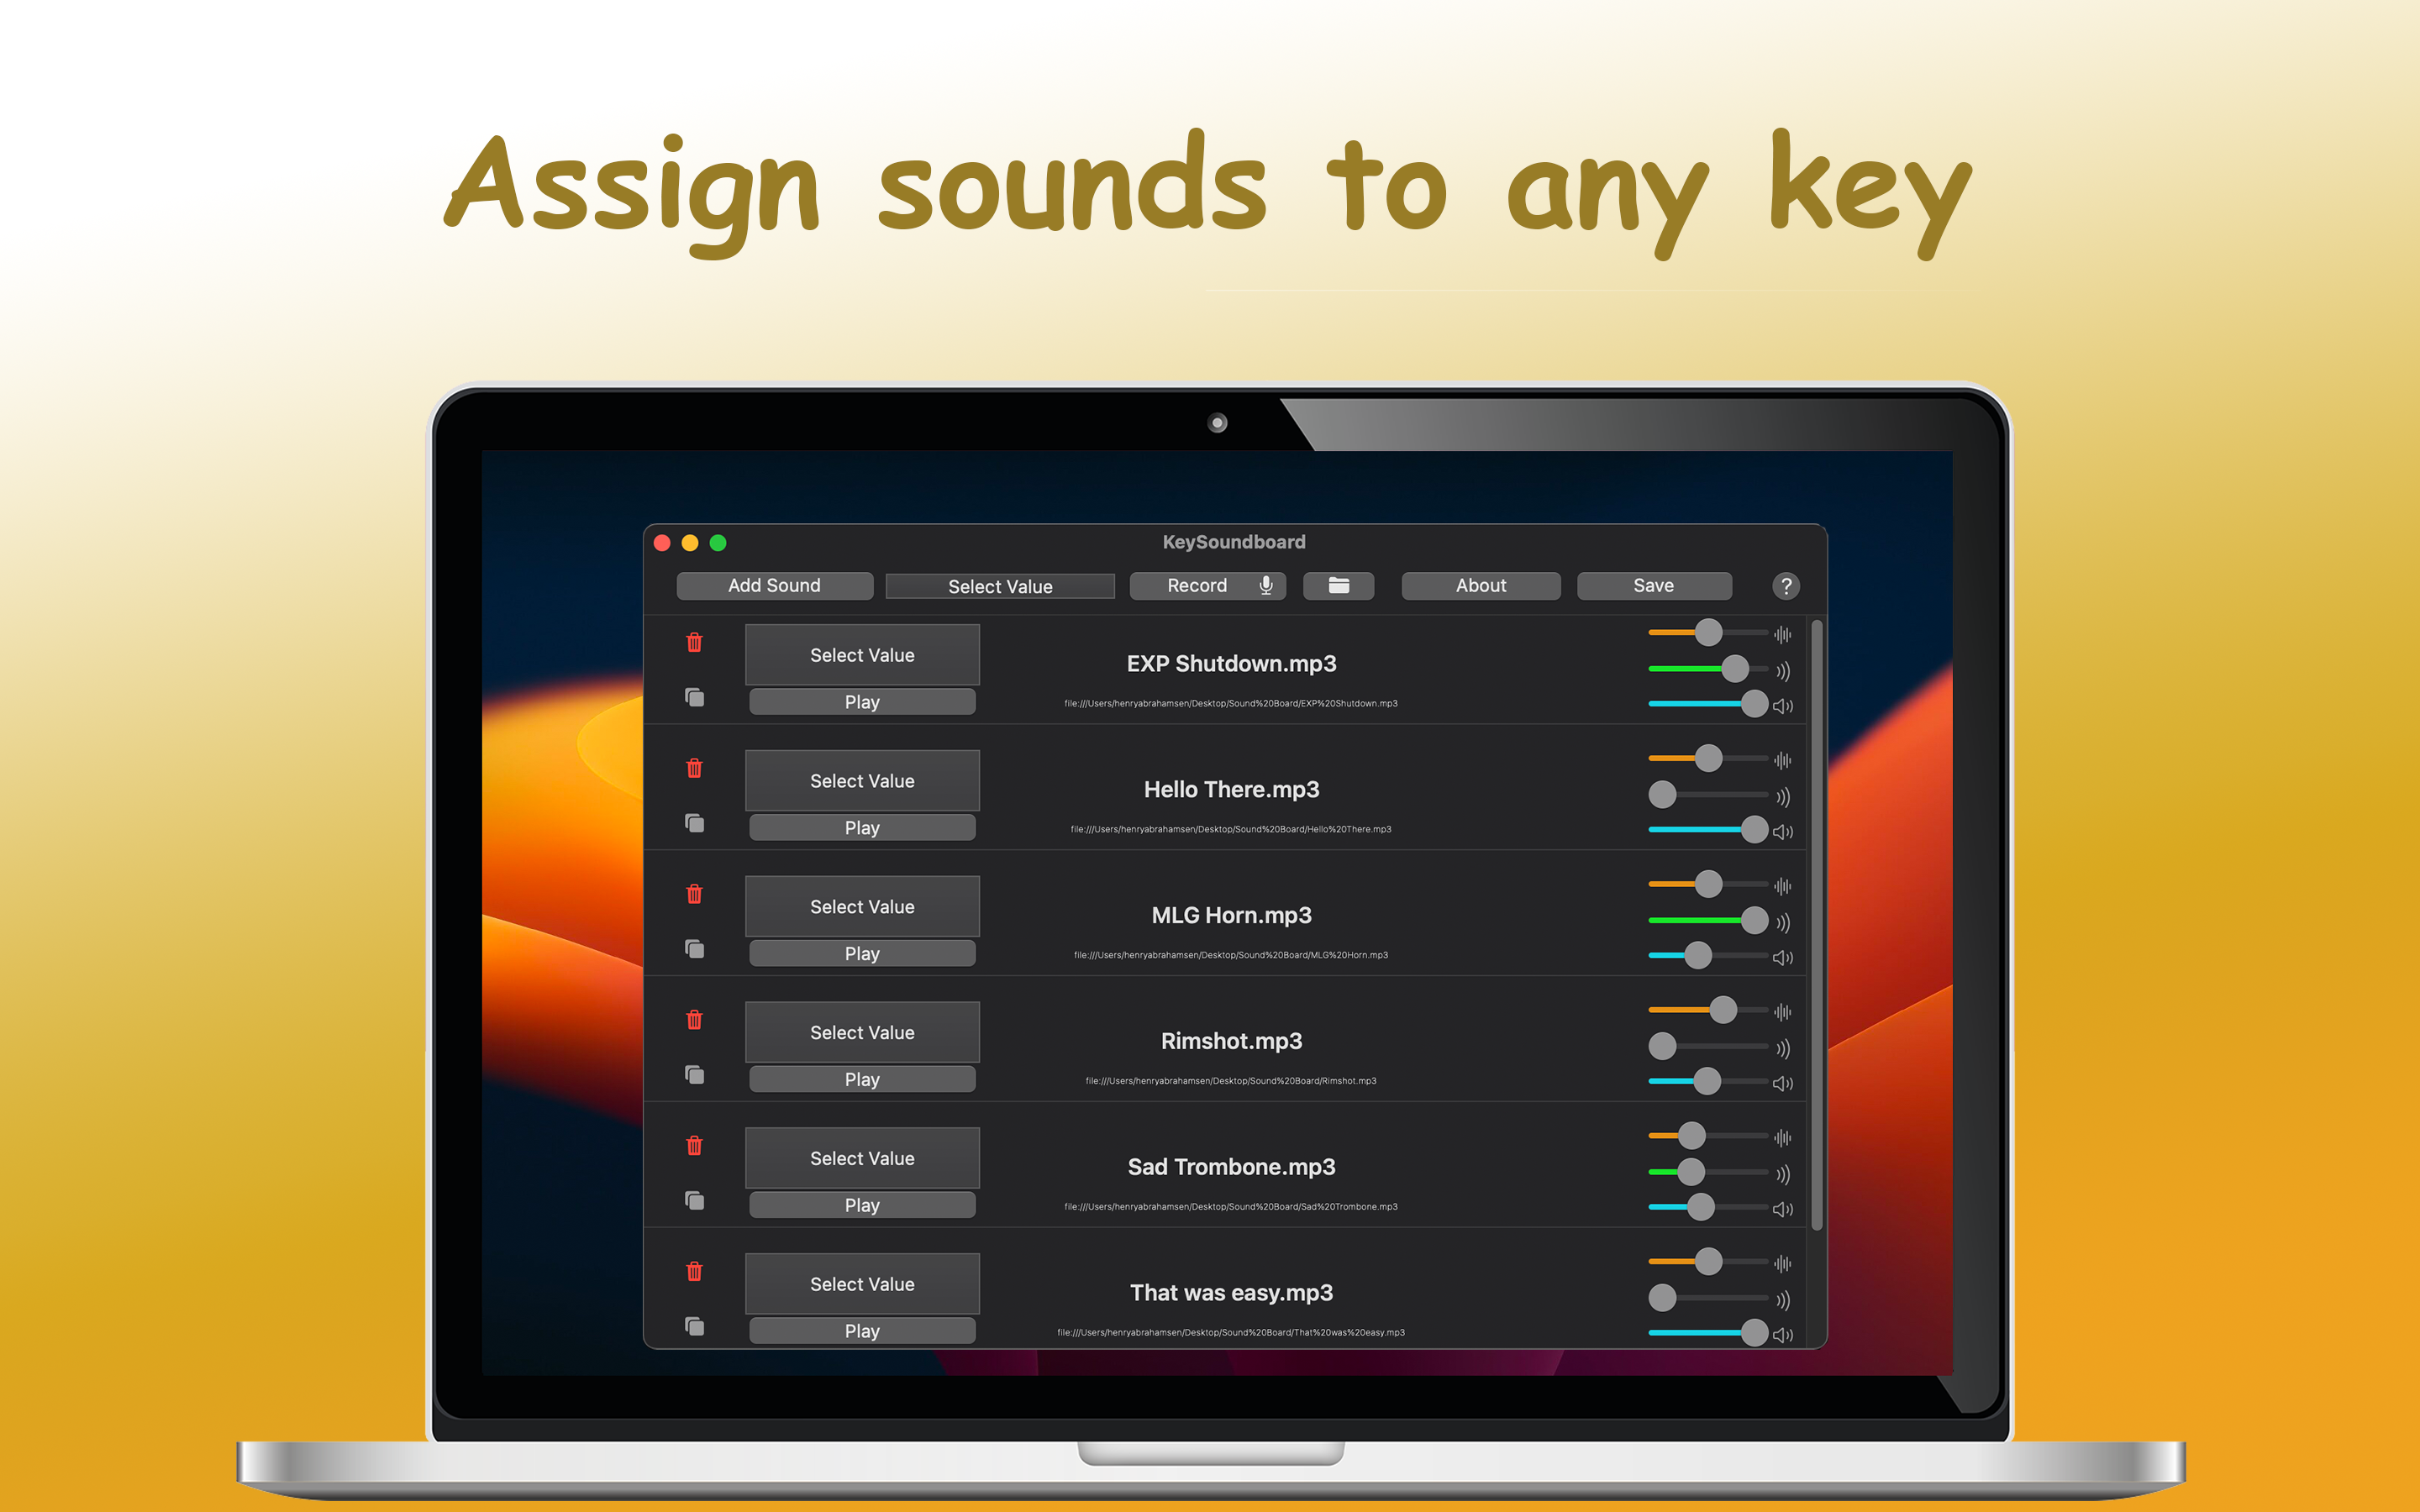 Assign sounds to any key
KeySoundboard
Add Sound
Select Value
Record
About
Save
?
Select Value
Play
EXP Shutdown.mp3
file:///Users/henryabrahamsen/Desktop/Sound%20Board/EXP%20Shutdown.mp3
Select Value
Play
Hello There.mp3
file:///Users/henryabrahamsen/Desktop/Sound%20Board/Hello%20There.mp3
Select Value
Play
MLG Horn.mp3
file:///Users/henryabrahamsen/Desktop/Sound%20Board/MLG%20Horn.mp3
Select Value
Play
Rimshot.mp3
file:///Users/henryabrahamsen/Desktop/Sound%20Board/Rimshot.mp3
Select Value
Play
Sad Trombone.mp3
file:///Users/henryabrahamsen/Desktop/Sound%20Board/Sad%20Trombone.mp3
Select Value
Play
That was easy.mp3
file:///Users/henryabrahamsen/Desktop/Sound%20Board/That%20was%20easy.mp3